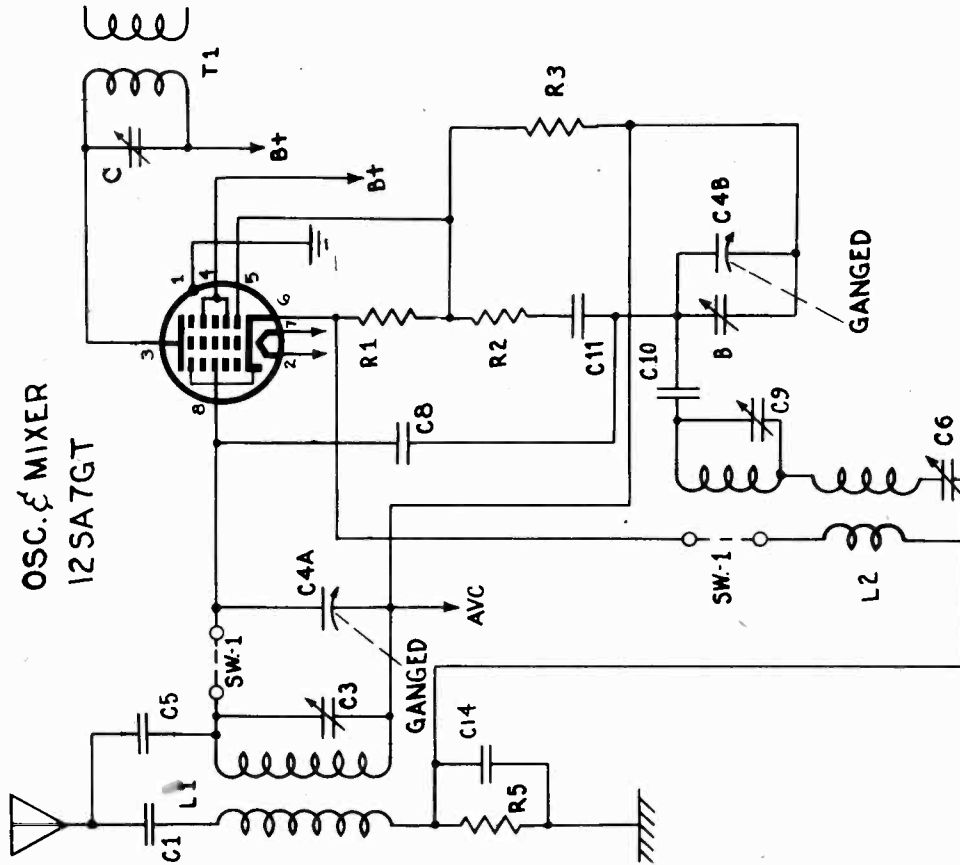 OSC. & MIXER
12SA7GT
T1
C
B+
B+
R3
1
4
5
3
8
6
7
2
R1
R2
C11
C8
C4B
GANGED
B
C10
C9
C6
SW.-1
L2
C4A
GANGED
AVC
SW.-1
C5
C3
C1
L1
C14
R5